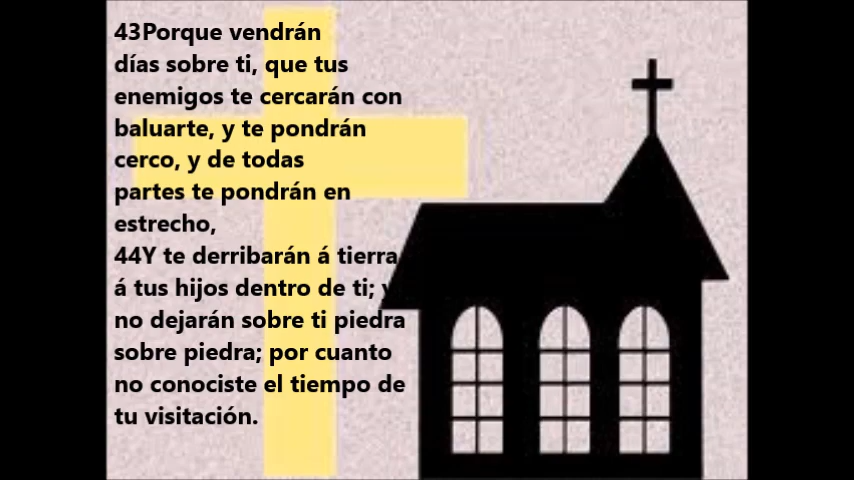 43Porque vendrán
días sobre ti, que tus
enemigos te cercarán con
baluarte, y te pondrán
cerco, y de todas
partes te pondrán en
estrecho,
44Y te derribarán á tierra,
á tus hijos dentro de ti; y
no dejarán sobre ti piedra
sobre piedra; por cuanto
no conociste el tiempo de
tu visitación.